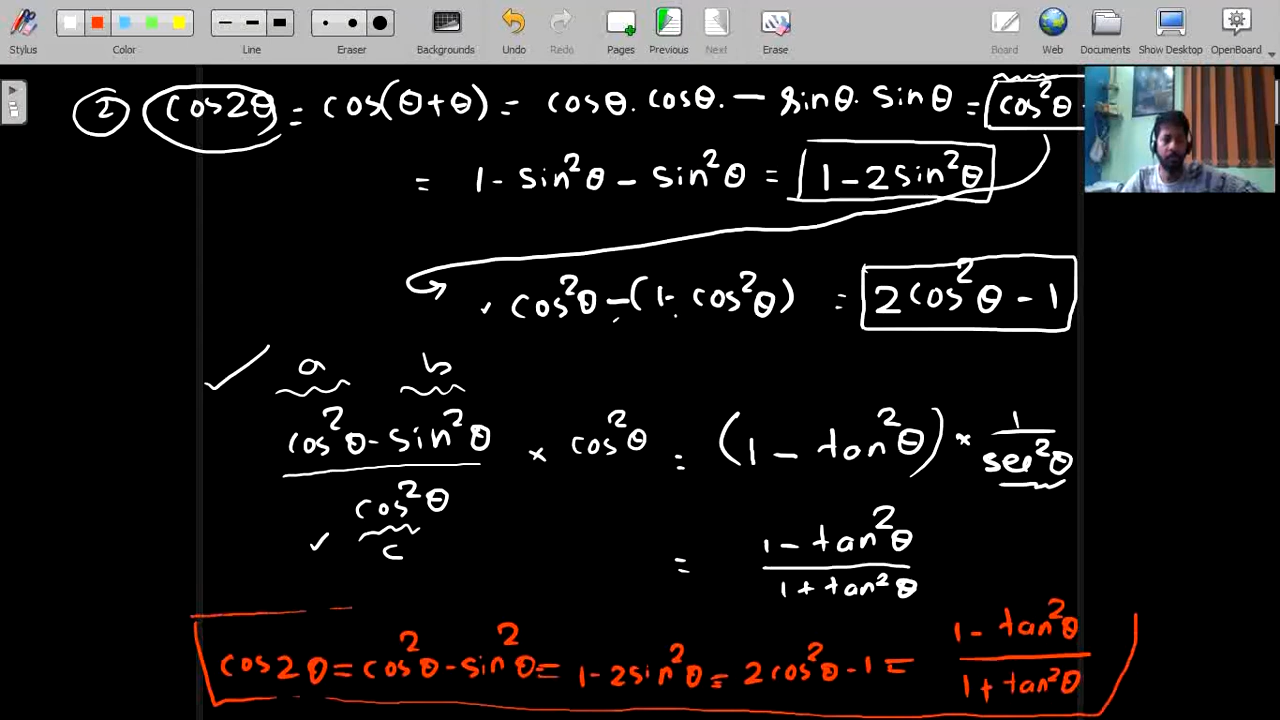 Stylus Color Line Eraser Backgrounds Undo Redo Pages Previous Next Erase Board Web Documents Show Desktop OpenBoard
② cos2θ = cos(θ+θ) = cosθ. cosθ. - sinθ. sinθ = cos²θ
= 1- sin²θ - sin²θ = 1-2sin²θ
cos²θ-(1- cos²θ) = 2cos²θ-1
a b
cos²θ-sin²θ / cos²θ × cos²θ = (1 - tan²θ) × 1/sec²θ
c
= 1- tan²θ / 1+tan²θ
cos2θ = cos²θ-sin²θ = 1-2sin²θ = 2cos²θ-1 = 1- tan²θ / 1+tan²θ